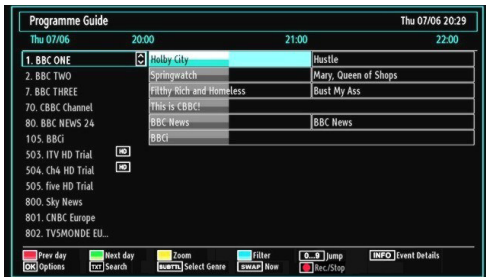 Programme Guide Thu 07/06 20:29
Thu 07/06 20:00 21:00 22:00
1. BBC ONE Holby City Hustle
2. BBC TWO Springwatch Mary, Queen of Shops
7. BBC THREE Filthy Rich and Homeless Bust My Ass
70. CBBC Channel This is CBBC!
80. BBC NEWS 24 BBC News BBC News
105. BBCi BBCi
503. ITV HD Trial HD
504. Ch4 HD Trial HD
505. five HD Trial
800. Sky News
801. CNBC Europe
802. TV5MONDE EU...
Prev day Next day Zoom Filter 0...9 Jump INFO Event Details
OK Options TXT Search SUBTTL Select Genre SWAP Now Rec/Stop